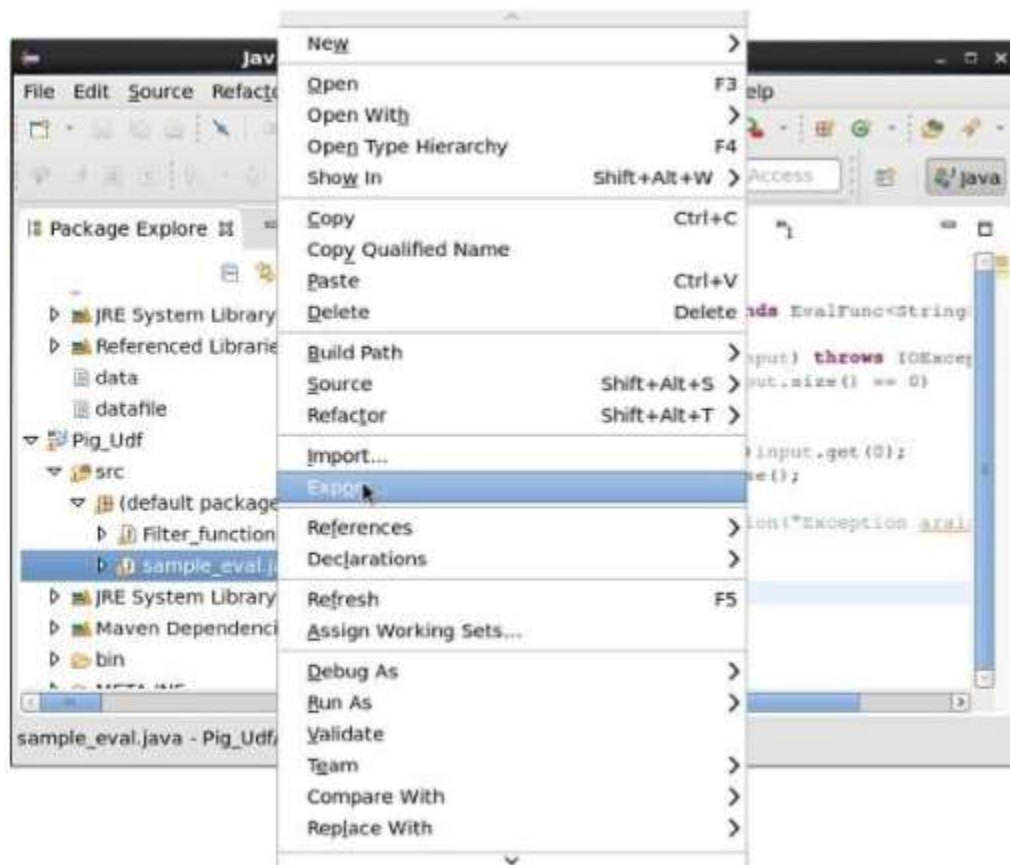 Jav
File Edit Source Refact
elp
Access
Java
Package Explore
JRE System Library
Referenced Librarie
data
datafile
Pig_Udf
src
(default package
Filter_function
sample_eval.j
JRE System Library
Maven Dependenci
bin
sample_eval.java - Pig_Udf/
New
Open F3
Open With
Open Type Hierarchy F4
Show In Shift+Alt+W
Copy Ctrl+C
Copy Qualified Name
Paste Ctrl+V
Delete Delete
Build Path
Source Shift+Alt+S
Refactor Shift+Alt+T
Import...
Expor
References
Declarations
Refresh F5
Assign Working Sets...
Debug As
Run As
Validate
Team
Compare With
Replace With
nds EvalFunc<String
nput) throws IOExcep
put.size() == 0)
input.get(0);
se();
ion("Exception